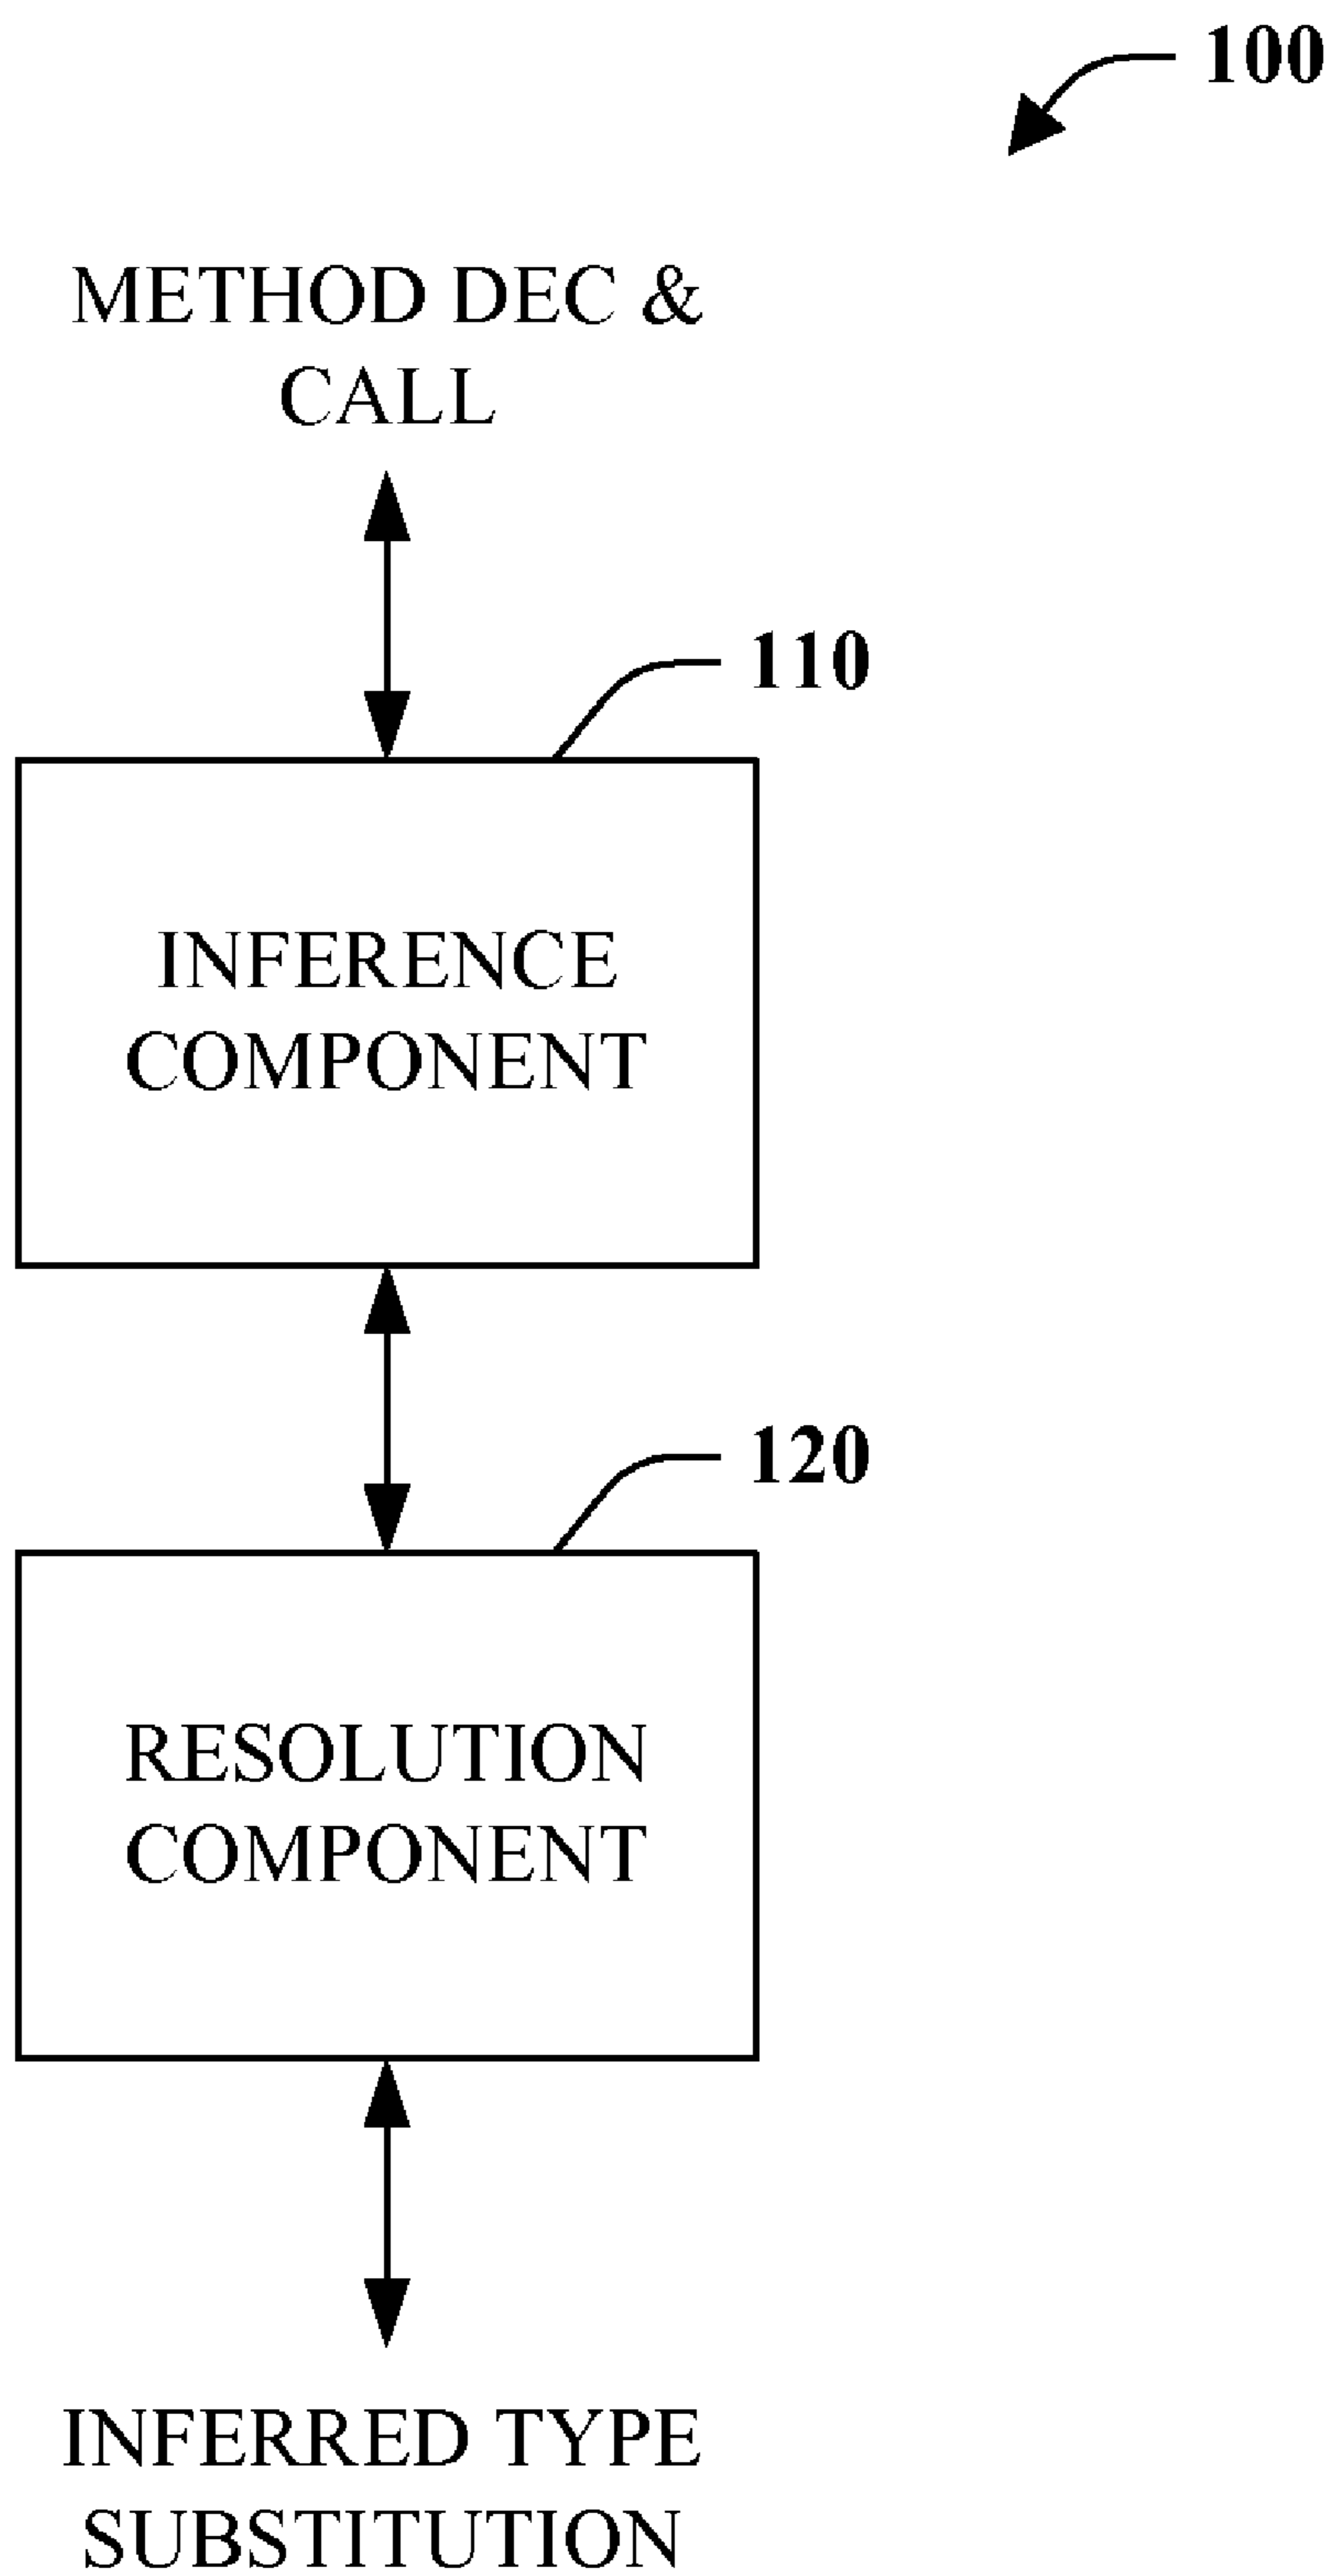 100
METHOD DEC &
CALL
110
INFERENCE
COMPONENT
120
RESOLUTION
COMPONENT
INFERRED TYPE
SUBSTITUTION